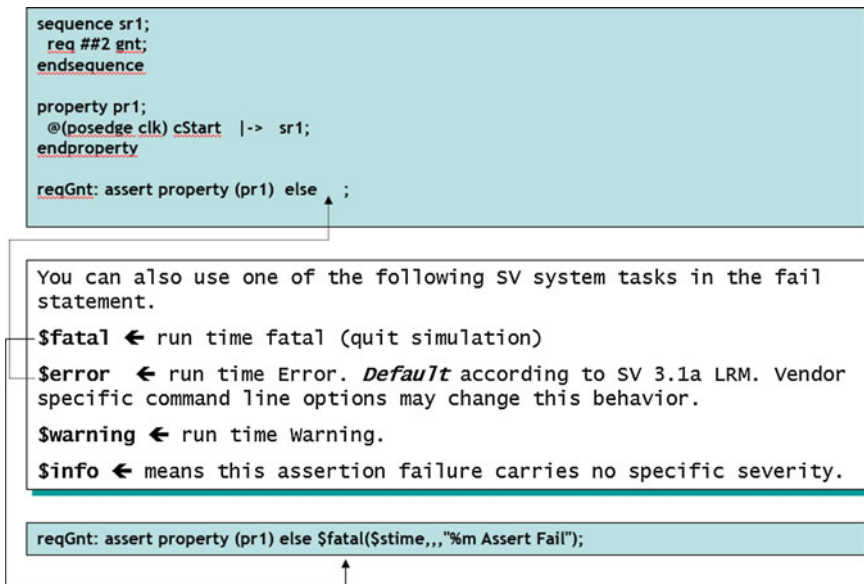 sequence sr1;
req ##2 gnt;
endsequence
property pr1;
@(posedge clk) cStart |-> sr1;
endproperty
reqGnt: assert property (pr1) else ;
You can also use one of the following SV system tasks in the fail
statement.
$fatal ← run time fatal (quit simulation)
$error ← run time Error. Default according to SV 3.1a LRM. Vendor
specific command line options may change this behavior.
$warning ← run time Warning.
$info ← means this assertion failure carries no specific severity.
reqGnt: assert property (pr1) else $fatal($stime,,,"%m Assert Fail");